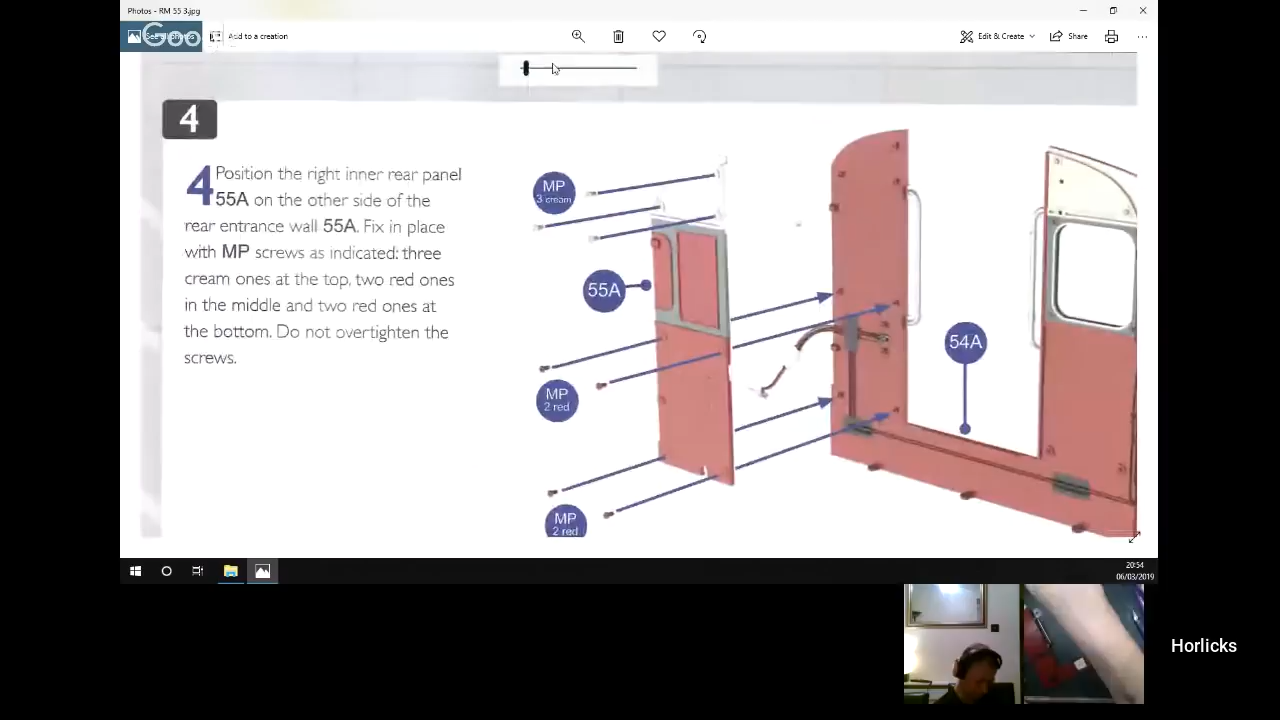 Photos - RM 55 3.jpg
Goo
Add to a creation
Edit & Create
Share
4
4 Position the right inner rear panel
55A on the other side of the
rear entrance wall 55A. Fix in place
with MP screws as indicated: three
cream ones at the top, two red ones
in the middle and two red ones at
the bottom. Do not overtighten the
screws.
MP
3 cream
55A
MP
2 red
54A
MP
2 red
20:54
06/03/2019
Horlicks